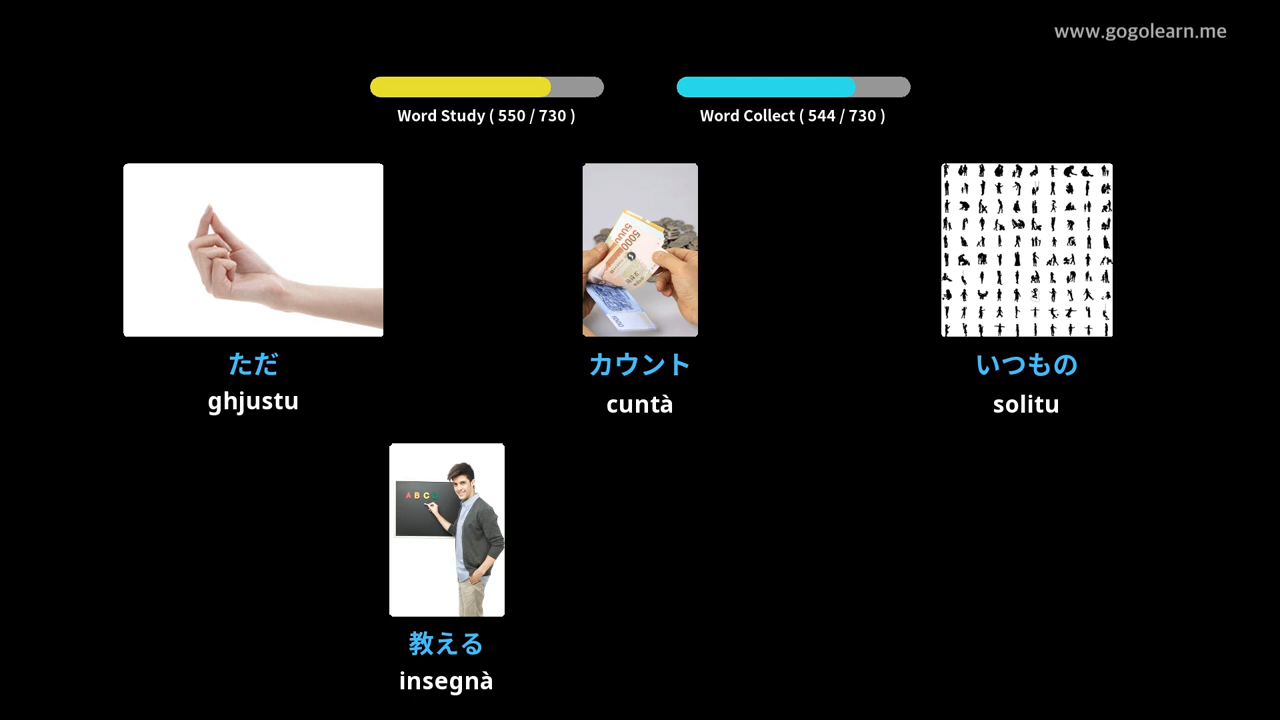 www.gogolearn.me
Word Study ( 550 / 730 )
Word Collect ( 544 / 730 )
5000
ただ
ghjustu
カウント
cuntà
いつもの
solitu
A B C
教える
insegnà